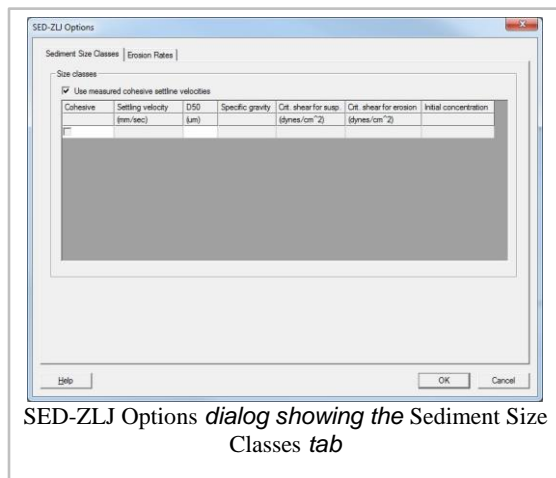 SED-ZLJ Options
Sediment Size Classes Erosion Rates
Size classes
Use measured cohesive settline velocities
Cohesive Settling velocity D50 Specific gravity Crit. shear for susp. Crit. shear for erosion Initial concentration
(mm/sec) (um) (dynes/cm^2) (dynes/cm^2)
Help OK Cancel
SED-ZLJ Options dialog showing the Sediment Size
Classes tab